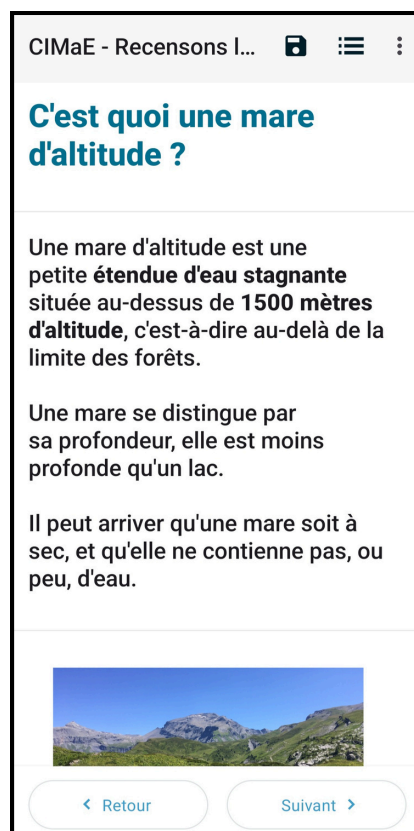 CIMaE - Recensons l...
C'est quoi une mare
d'altitude ?
Une mare d'altitude est une
petite étendue d'eau stagnante
située au-dessus de 1500 mètres
d'altitude, c'est-à-dire au-delà de la
limite des forêts.
Une mare se distingue par
sa profondeur, elle est moins
profonde qu'un lac.
Il peut arriver qu'une mare soit à
sec, et qu'elle ne contienne pas, ou
peu, d'eau.
Retour
Suivant